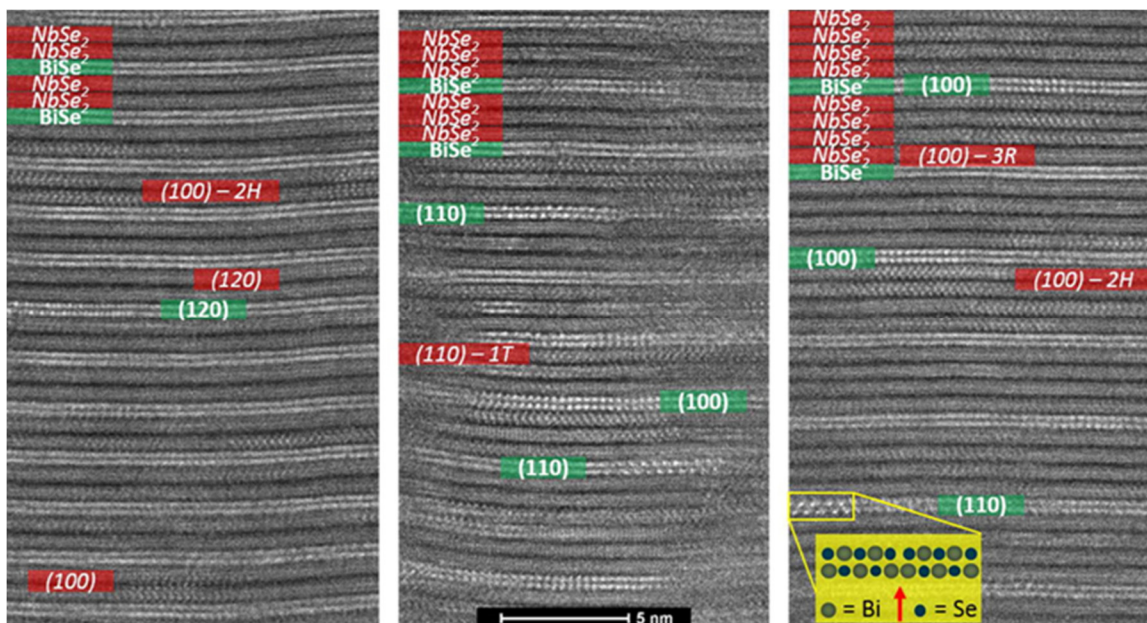 NbSe₂
NbSe₂
BiSe
NbSe₂
NbSe₂
BiSe
(100) – 2H
(120)
(120)
(100)
NbSe₂
NbSe₂
NbSe₂
BiSe
NbSe₂
NbSe₂
NbSe₂
BiSe
(110)
(110) – 1T
(100)
(110)
5 nm
NbSe₂
NbSe₂
NbSe₂
NbSe₂
BiSe
(100)
NbSe₂
NbSe₂
NbSe₂
NbSe₂
(100) – 3R
BiSe
(100)
(100) – 2H
(110)
= Bi = Se